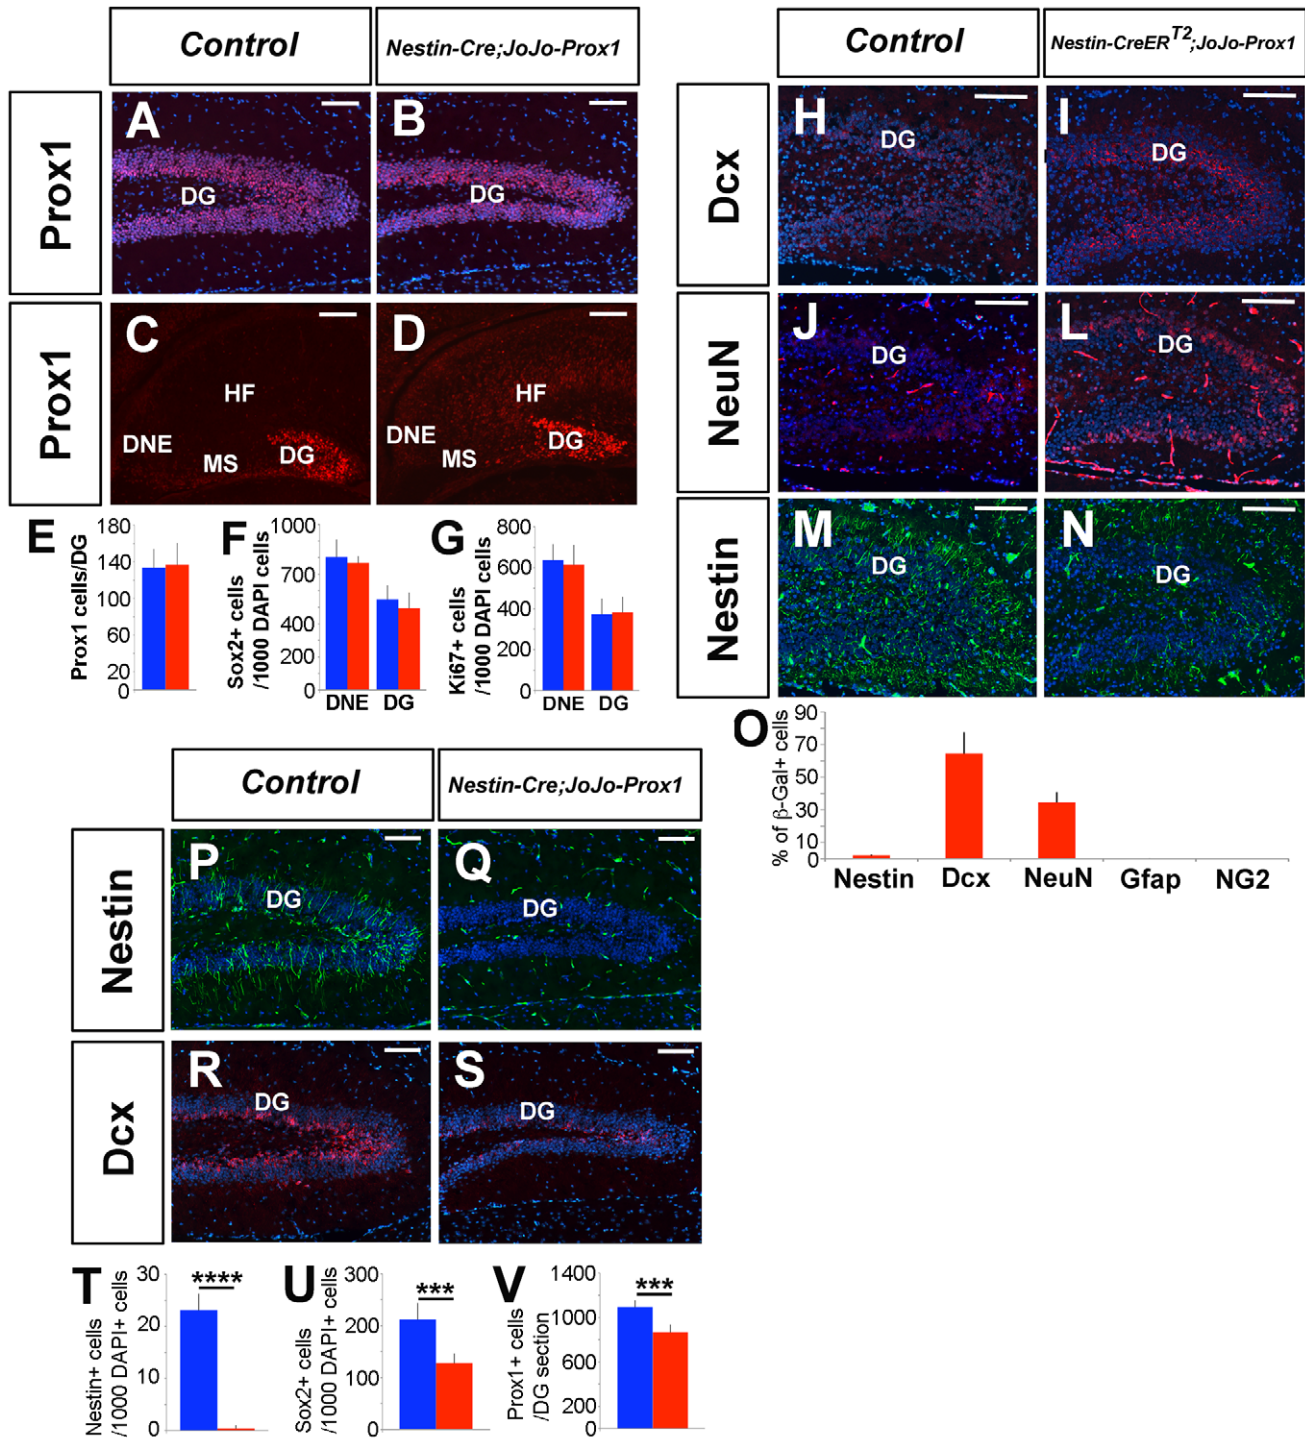 Control
Nestin-Cre;JoJo-Prox1
Prox1
A
DG
B
DG
Prox1
C
HF
DNE
MS
DG
D
HF
DNE
MS
DG
E
Prox1 cells/DG
180
140
100
60
20
0
F
Sox2+ cells
/1000 DAPI cells
1000
700
400
200
0
DNE DG
G
Ki67+ cells
/1000 DAPI cells
800
600
400
200
0
DNE DG
Control
Nestin-CreER^T2;JoJo-Prox1
Dcx
H
DG
I
DG
NeuN
J
DG
L
DG
Nestin
M
DG
N
DG
O
% of β-Gal+ cells
90
70
50
30
10
0
Nestin Dcx NeuN Gfap NG2
Control
Nestin-Cre;JoJo-Prox1
Nestin
P
DG
Q
DG
Dcx
R
DG
S
DG
T
Nestin+ cells
/1000 DAPI+ cells
30
20
10
0
****
U
Sox2+ cells
/1000 DAPI+ cells
300
200
100
0
***
V
Prox1+ cells
/DG section
1400
1000
600
200
0
***